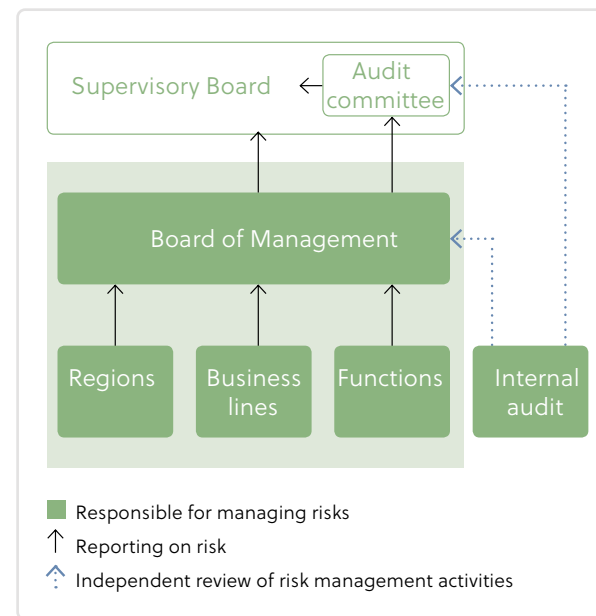 Supervisory Board
Audit
committee
Board of Management
Regions
Business
lines
Functions
Internal
audit
Responsible for managing risks
Reporting on risk
Independent review of risk management activities